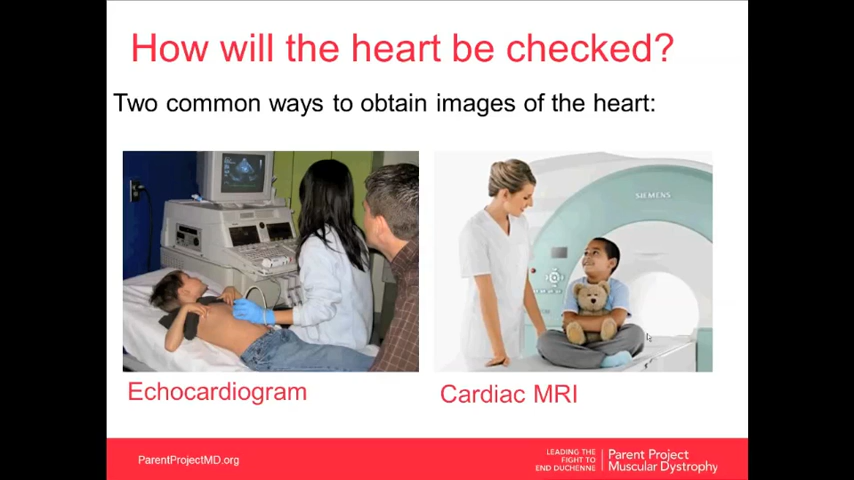 How will the heart be checked?
Two common ways to obtain images of the heart:
SIEMENS
Echocardiogram
Cardiac MRI
ParentProjectMD.org
LEADING THE
FIGHT TO
END DUCHENNE
Parent Project
Muscular Dystrophy